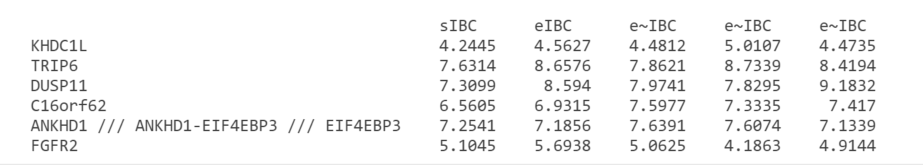 sIBC eIBC e~IBC e~IBC e~IBC
KHDC1L 4.2445 4.5627 4.4812 5.0107 4.4735
TRIP6 7.6314 8.6576 7.8621 8.7339 8.4194
DUSP11 7.3099 8.594 7.9741 7.8295 9.1832
C16orf62 6.5605 6.9315 7.5977 7.3335 7.417
ANKHD1 /// ANKHD1-EIF4EBP3 /// EIF4EBP3 7.2541 7.1856 7.6391 7.6074 7.1339
FGFR2 5.1045 5.6938 5.0625 4.1863 4.9144